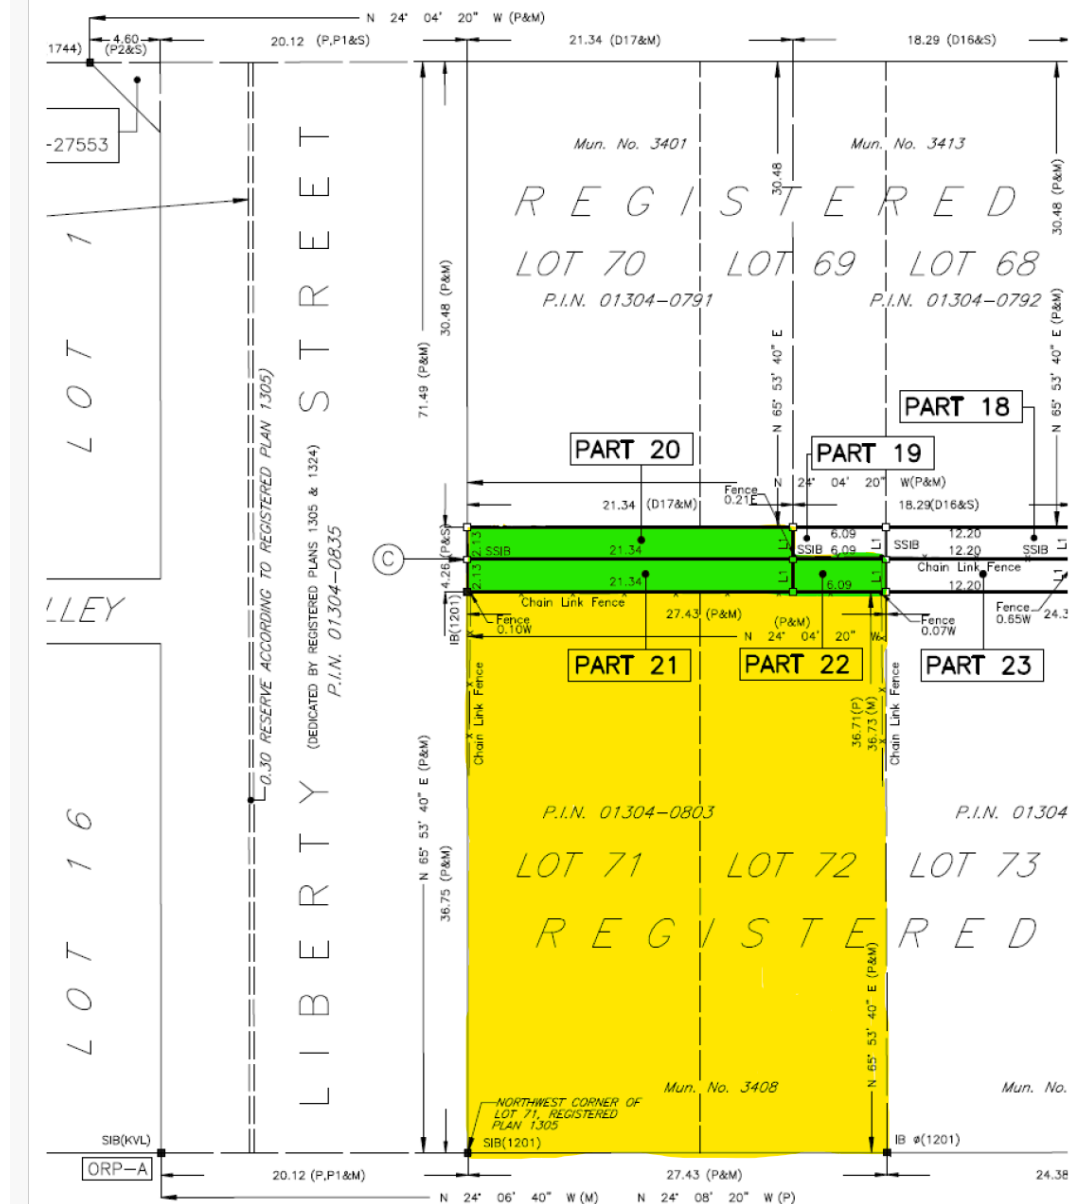 N 24° 04' 20" W (P&M)
4.60
(P2&S)
1744)
20.12 (P,P1&S)
21.34 (D17&M)
18.29 (D16&S)
-27553
Mun. No. 3401
Mun. No. 3413
30.48
30.48 (P&M)
REGISTERED
LOT 70
LOT 69
LOT 68
P.I.N. 01304-0791
P.I.N. 01304-0792
LOT 1
STREET
71.49 (P&M)
30.48 (P&M)
N 65° 53' 40" E
N 65° 53' 40" E (P&M)
PART 18
PART 20
PART 19
N 24° 04' 20" W(P&M)
Fence
0.21E
21.34 (D17&M)
18.29(D16&S)
0.30 RESERVE ACCORDING TO REGISTERED PLAN 1305)
(DEDICATED BY REGISTERED PLANS 1305 & 1324)
P.I.N. 01304-0835
C
4.26 (P&S)
2.13
SSIB
21.34
L1
SSIB
6.09
6.09
L1
SSIB
12.20
12.20
SSIB
L1
2.13
21.34
L1
6.09
L1
Chain Link Fence
12.20
L1
LLEY
IB(1201)
Fence
0.10W
Chain Link Fence
27.43 (P&M)
(P&M)
N 24° 04' 20" W
Fence
0.07W
Fence
0.65W
24.3
PART 21
PART 22
PART 23
Chain Link Fence
36.71(P)
36.73(M)
Chain Link Fence
LOT 16
LIBERTY
N 65° 53' 40" E (P&M)
36.75 (P&M)
P.I.N. 01304-0803
P.I.N. 01304
LOT 71
LOT 72
LOT 73
REGISTERED
N 65° 53' 40" E (P&M)
Mun. No. 3408
Mun. No.
NORTHWEST CORNER OF
LOT 71, REGISTERED
PLAN 1305
SIB(KVL)
SIB(1201)
IB ø(1201)
ORP-A
20.12 (P,P1&M)
27.43 (P&M)
24.38
N 24° 06' 40" W (M)
N 24° 08' 20" W (P)